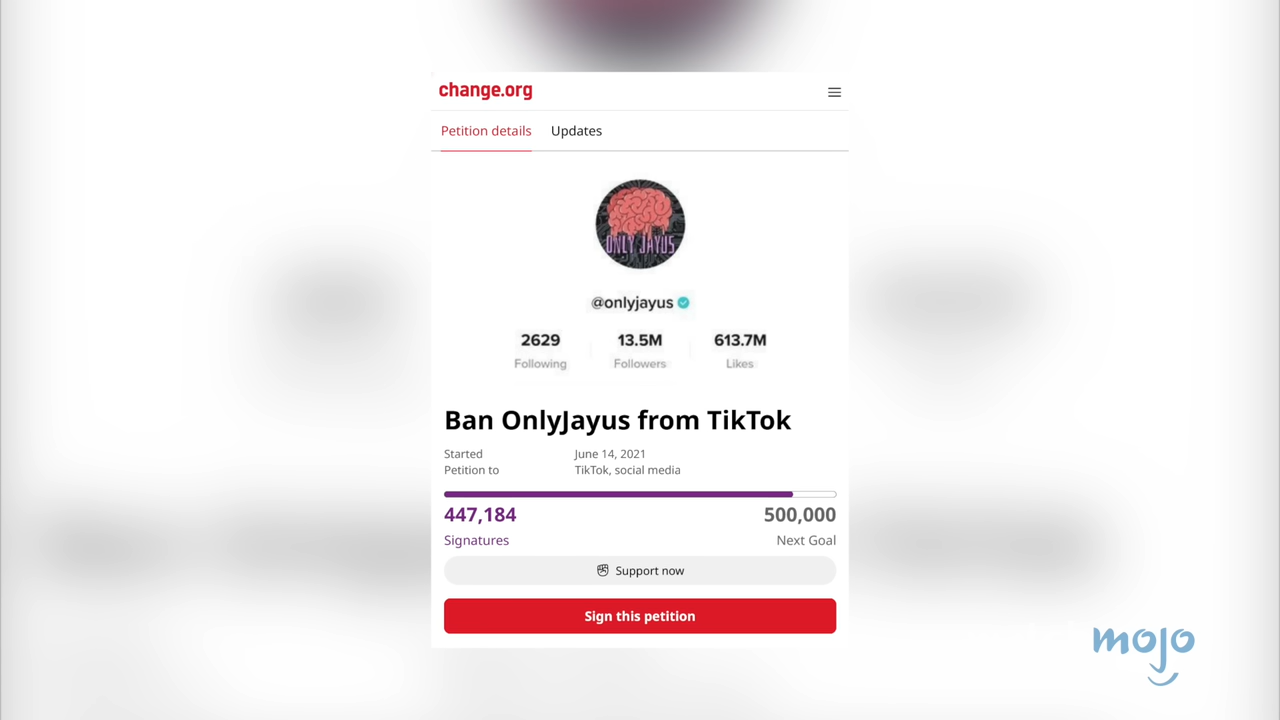 change.org
Petition details Updates
ONLY JAYUS
@onlyjayus
2629 13.5M 613.7M
Following Followers Likes
Ban OnlyJayus from TikTok
Started June 14, 2021
Petition to TikTok, social media
447,184 500,000
Signatures Next Goal
Support now
Sign this petition
mojo